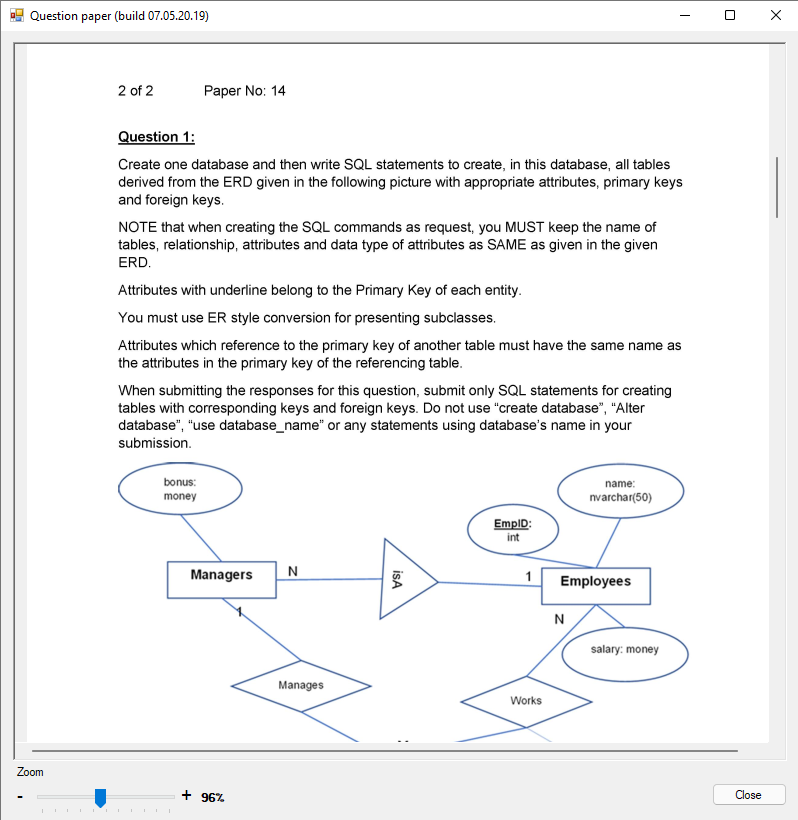 Question paper (build 07.05.20.19)
2 of 2 Paper No: 14
Question 1:
Create one database and then write SQL statements to create, in this database, all tables
derived from the ERD given in the following picture with appropriate attributes, primary keys
and foreign keys.
NOTE that when creating the SQL commands as request, you MUST keep the name of
tables, relationship, attributes and data type of attributes as SAME as given in the given
ERD.
Attributes with underline belong to the Primary Key of each entity.
You must use ER style conversion for presenting subclasses.
Attributes which reference to the primary key of another table must have the same name as
the attributes in the primary key of the referencing table.
When submitting the responses for this question, submit only SQL statements for creating
tables with corresponding keys and foreign keys. Do not use “create database”, “Alter
database”, “use database_name” or any statements using database’s name in your
submission.
bonus:
money
name:
nvarchar(50)
EmpID:
int
Managers
N
isA
1
Employees
1
N
salary: money
Manages
Works
Zoom
- + 96%
Close